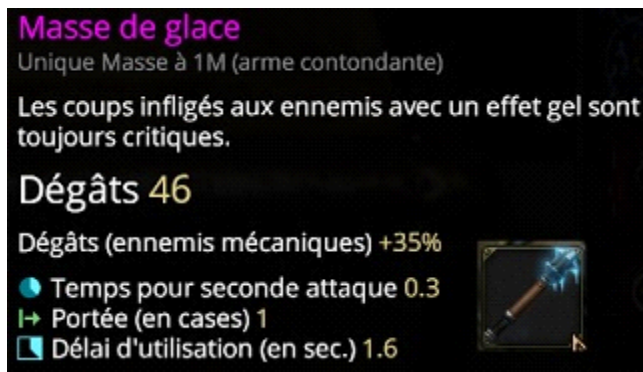 Masse de glace
Unique Masse à 1M (arme contondante)
Les coups infligés aux ennemis avec un effet gel sont
toujours critiques.
Dégâts 46
Dégâts (ennemis mécaniques) +35%
Temps pour seconde attaque 0.3
Portée (en cases) 1
Délai d'utilisation (en sec.) 1.6